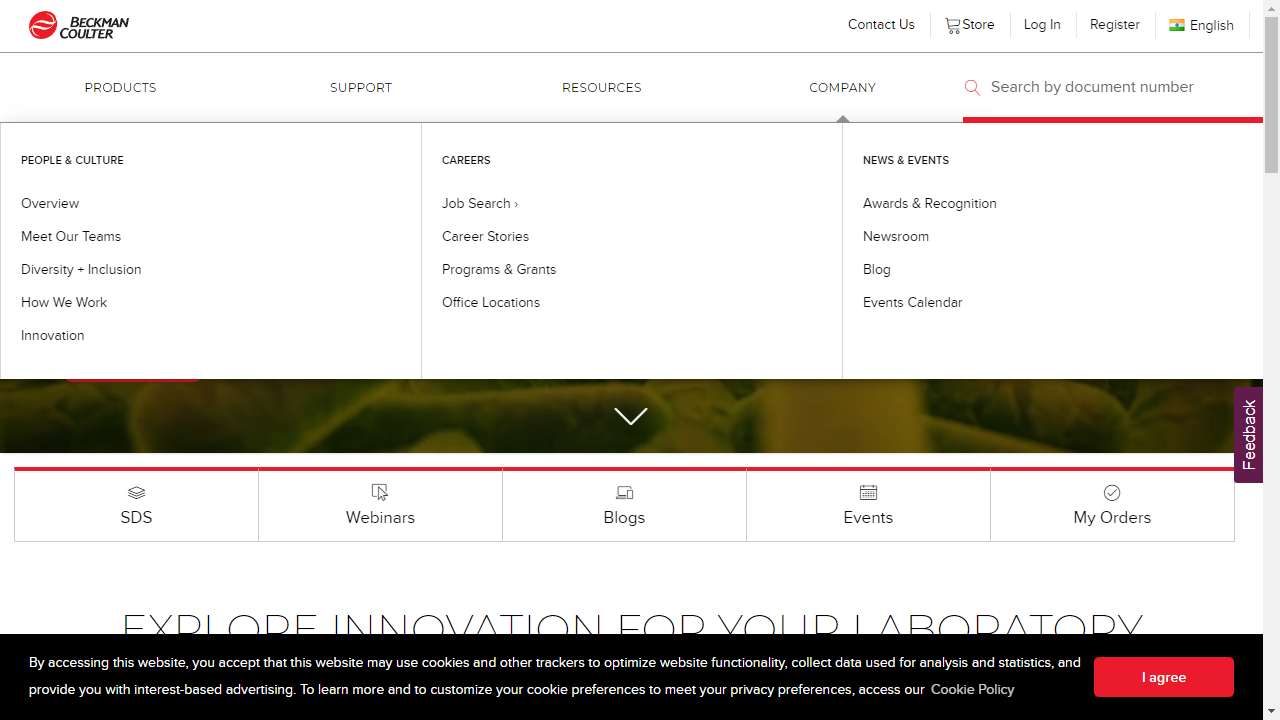 BECKMAN
COULTER
Contact Us
Store
Log In
Register
English
PRODUCTS
SUPPORT
RESOURCES
COMPANY
Search by document number
PEOPLE & CULTURE
Overview
Meet Our Teams
Diversity + Inclusion
How We Work
Innovation
CAREERS
Job Search ›
Career Stories
Programs & Grants
Office Locations
NEWS & EVENTS
Awards & Recognition
Newsroom
Blog
Events Calendar
Feedback
SDS
Webinars
Blogs
Events
My Orders
EXPLORE INNOVATION FOR YOUR LABORATORY
By accessing this website, you accept that this website may use cookies and other trackers to optimize website functionality, collect data used for analysis and statistics, and
provide you with interest-based advertising. To learn more and to customize your cookie preferences to meet your privacy preferences, access our Cookie Policy
I agree